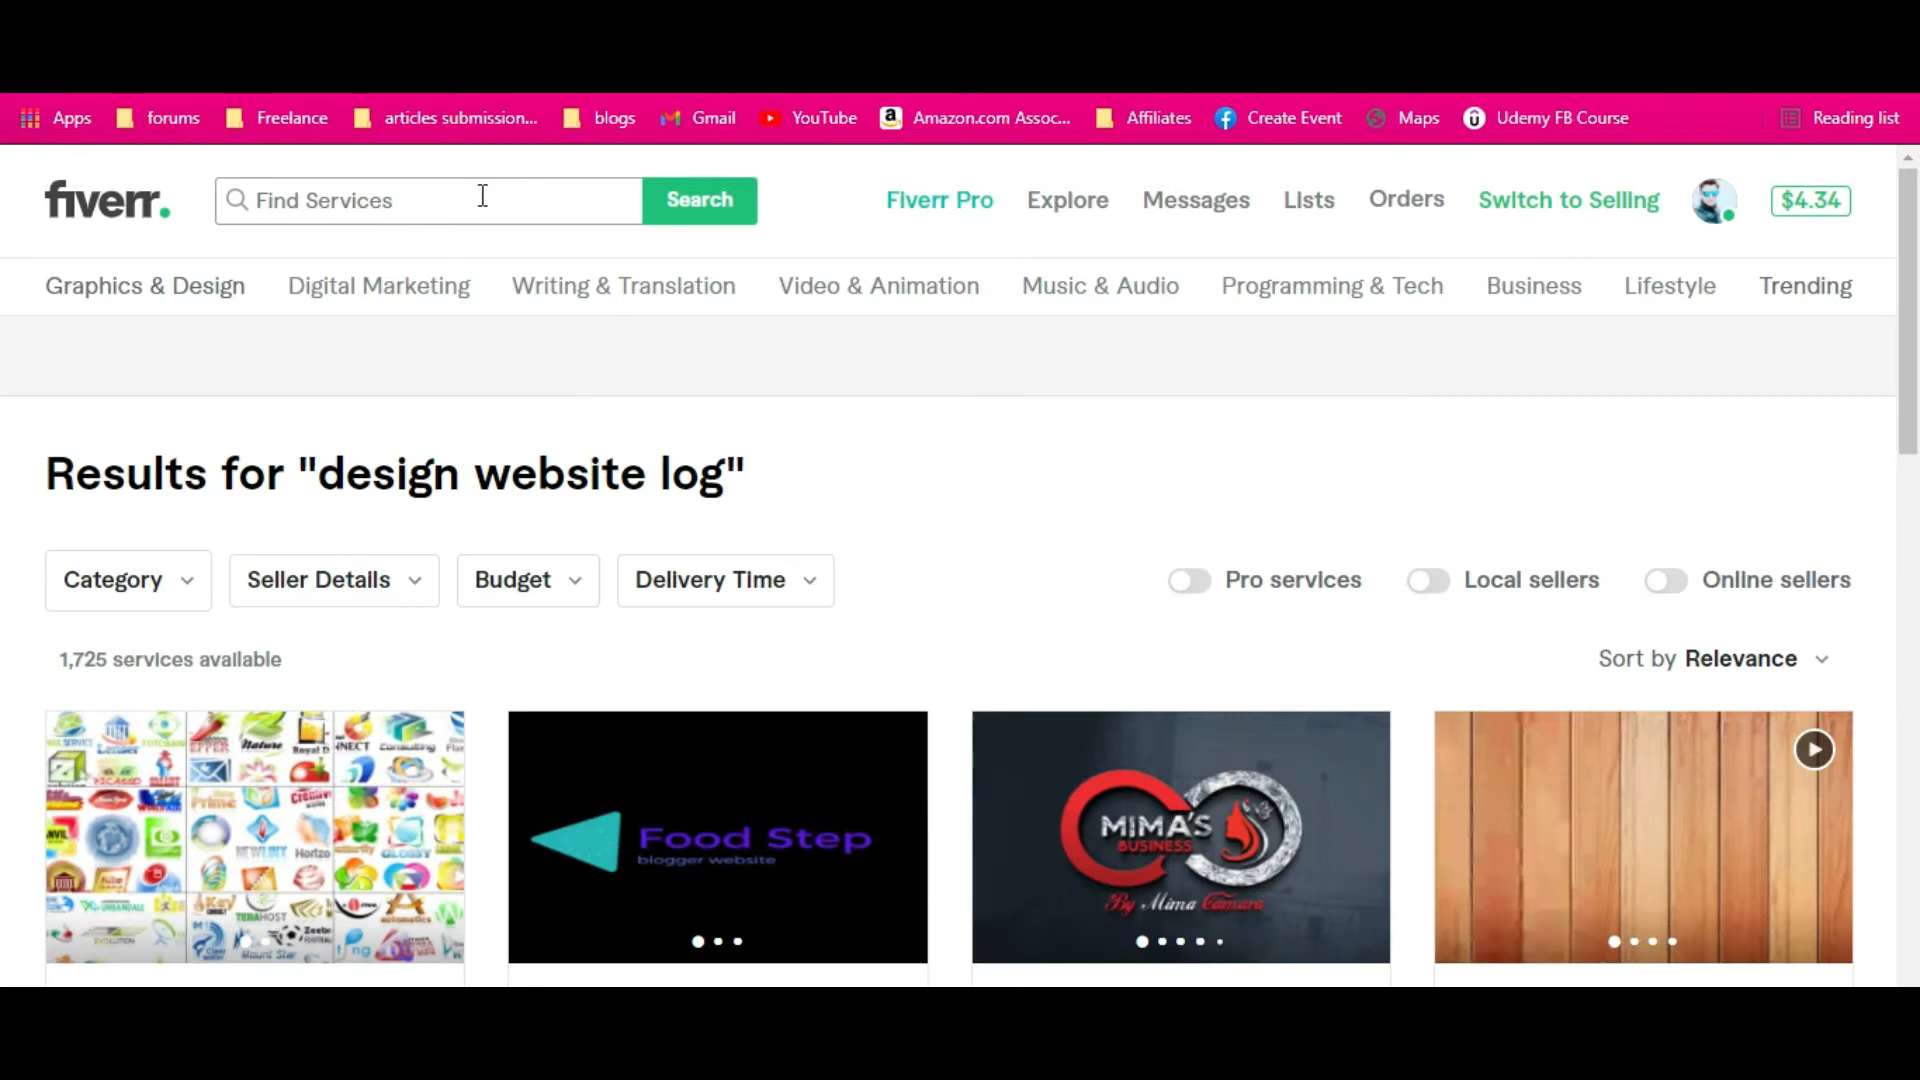 Apps forums Freelance articles submission... blogs Gmail YouTube Amazon.com Assoc... Affiliates Create Event Maps Udemy FB Course Reading list
fiverr. Find Services Search Fiverr Pro Explore Messages Lists Orders Switch to Selling $4.34
Graphics & Design Digital Marketing Writing & Translation Video & Animation Music & Audio Programming & Tech Business Lifestyle Trending
Results for "design website log"
Category Seller Details Budget Delivery Time Pro services Local sellers Online sellers
1,725 services available Sort by Relevance
Food Step
blogger website
MIMA'S
BUSINESS
By Mima Camara